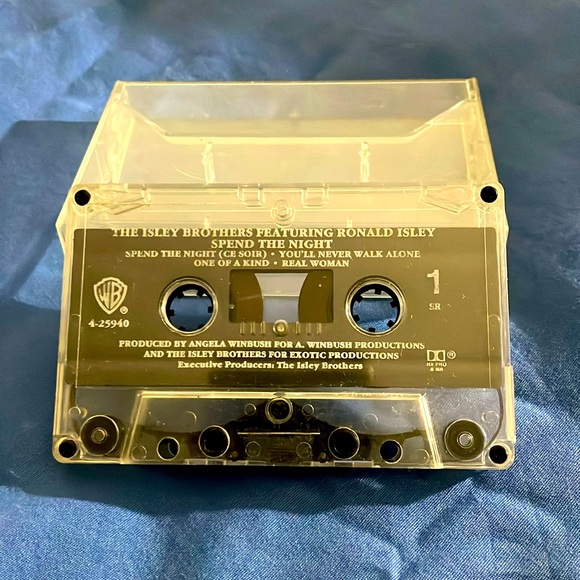 THE ISLEY BROTHERS FEATURING RONALD ISLEY
SPEND THE NIGHT
SPEND THE NIGHT (CE SOIR) • YOU'LL NEVER WALK ALONE
ONE OF A KIND • REAL WOMAN
WB®
4-25940
1
SR
PRODUCED BY ANGELA WINBUSH FOR A. WINBUSH PRODUCTIONS
AND THE ISLEY BROTHERS FOR EXOTIC PRODUCTIONS
Executive Producers: The Isley Brothers
®
HX PRO